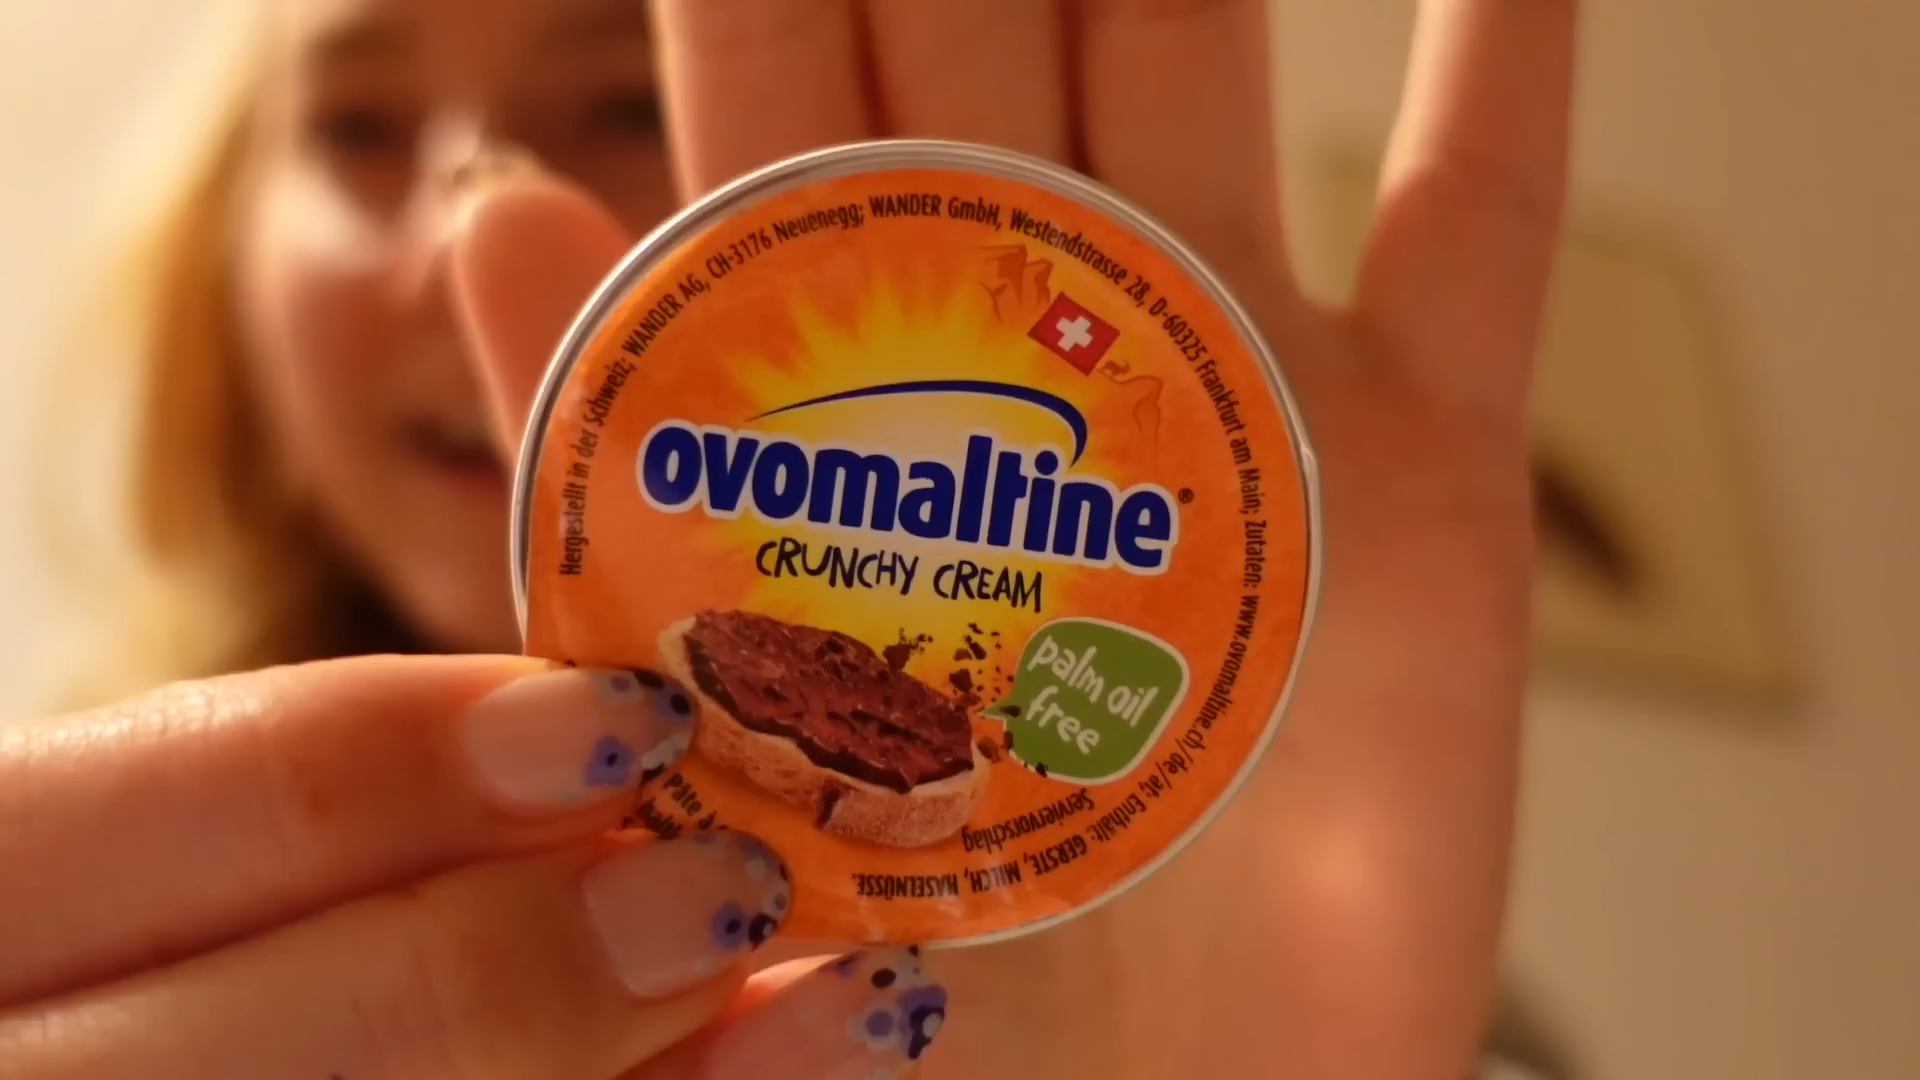 Hergestellt in der Schweiz; WANDER AG, CH-3176 Neuenegg; WANDER GmbH, Westendstrasse 28, D-60325 Frankfurt am Main; Zutaten: www.ovomaltine.ch/de/at; Enthält: GERSTE, MILCH, HASELNÜSSE.
ovomaltine®
CRUNCHY CREAM
palm oil
free
Serviervorschlag
Pâte à